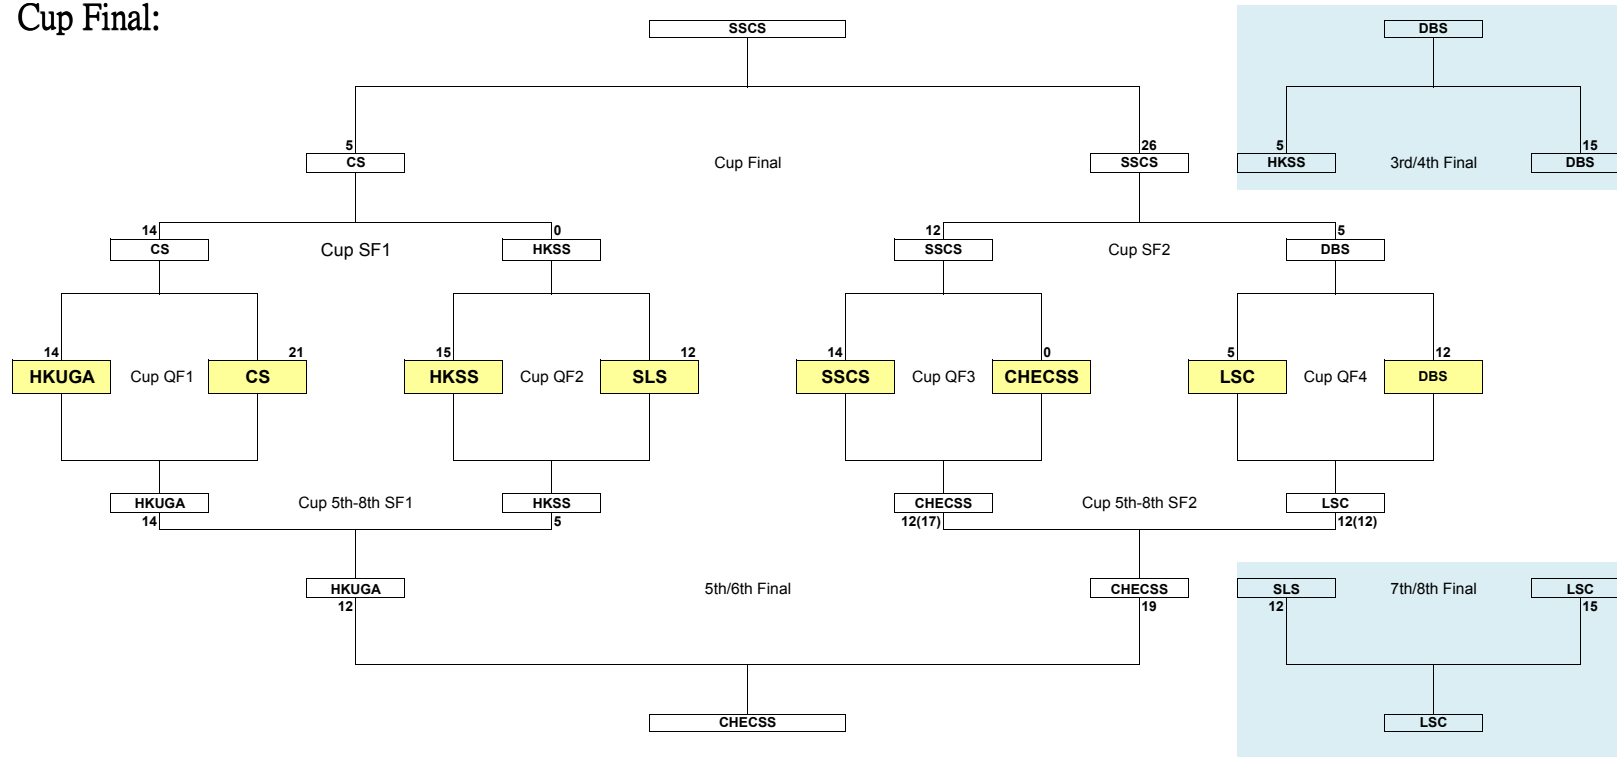 Cup Final:
SSCS
DBS
5
26
5
15
CS
Cup Final
SSCS
HKSS
3rd/4th Final
DBS
14
0
12
5
CS
Cup SF1
HKSS
SSCS
Cup SF2
DBS
14
21
15
12
14
0
5
12
HKUGA
Cup QF1
CS
HKSS
Cup QF2
SLS
SSCS
Cup QF3
CHECSS
LSC
Cup QF4
DBS
HKUGA
Cup 5th-8th SF1
HKSS
CHECSS
Cup 5th-8th SF2
LSC
14
5
12(17)
12(12)
HKUGA
5th/6th Final
CHECSS
SLS
7th/8th Final
LSC
12
19
12
15
CHECSS
LSC